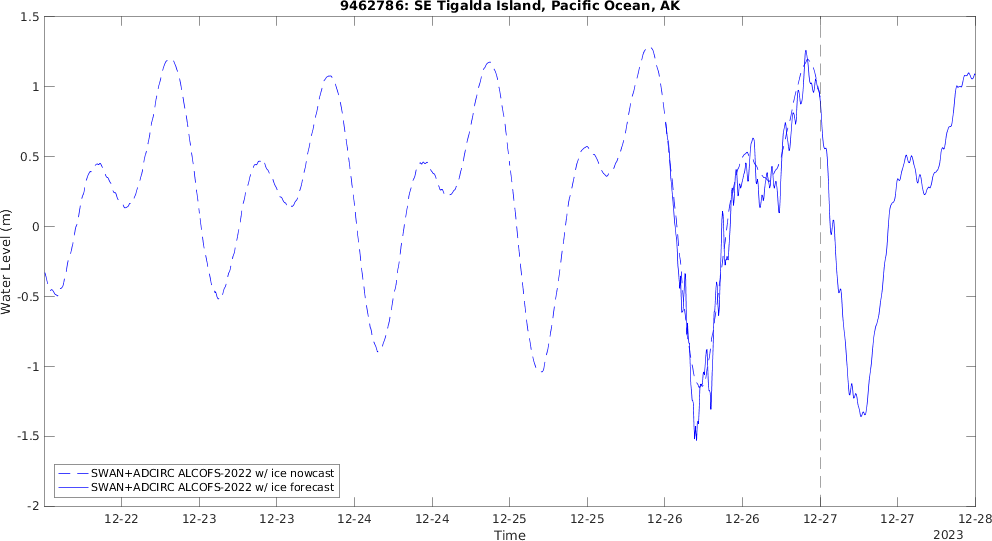 9462786: SE Tigalda Island, Pacific Ocean, AK
1.5
1
0.5
0
-0.5
-1
-1.5
-2
Water Level (m)
SWAN+ADCIRC ALCOFS-2022 w/ ice nowcast
SWAN+ADCIRC ALCOFS-2022 w/ ice forecast
12-22 12-23 12-23 12-24 12-24 12-25 12-25 12-26 12-26 12-27 12-27 12-28
Time
2023